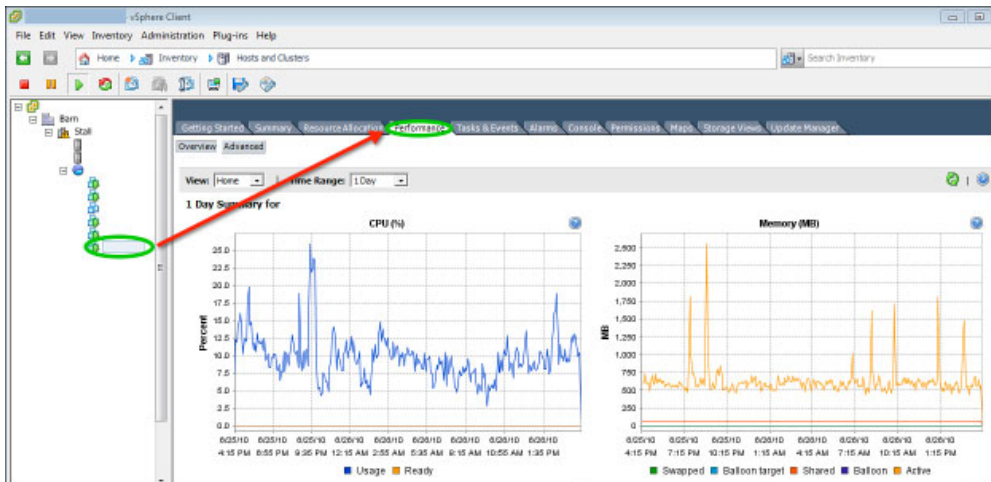 - vSphere Client
File Edit View Inventory Administration Plug-ins Help
Home Inventory Hosts and Clusters
Search Inventory
Barn
Stall
Getting Started Summary Resource Allocation Performance Tasks & Events Alarms Console Permissions Maps Storage Views Update Manager
Overview Advanced
View: Home Time Range: 1 Day
1 Day Summary for
CPU (%)
Percent
25.0
22.5
20.0
17.5
15.0
12.5
10.0
7.5
5.0
2.5
0.0
6/25/10 6/25/10 6/25/10 6/26/10 6/26/10 6/26/10 6/26/10 6/26/10 6/26/10
4:15 PM 6:55 PM 9:35 PM 12:15 AM 2:55 AM 5:35 AM 8:15 AM 10:55 AM 1:35 PM
Usage Ready
Memory (MB)
MB
2,500
2,250
2,000
1,750
1,500
1,250
1,000
750
500
250
0
6/25/10 6/25/10 6/25/10 6/26/10 6/26/10 6/26/10 6/26/10 6/26/10
4:15 PM 7:15 PM 10:15 PM 1:15 AM 4:15 AM 7:15 AM 10:15 AM 1:15 PM
Swapped Balloon target Shared Balloon Active